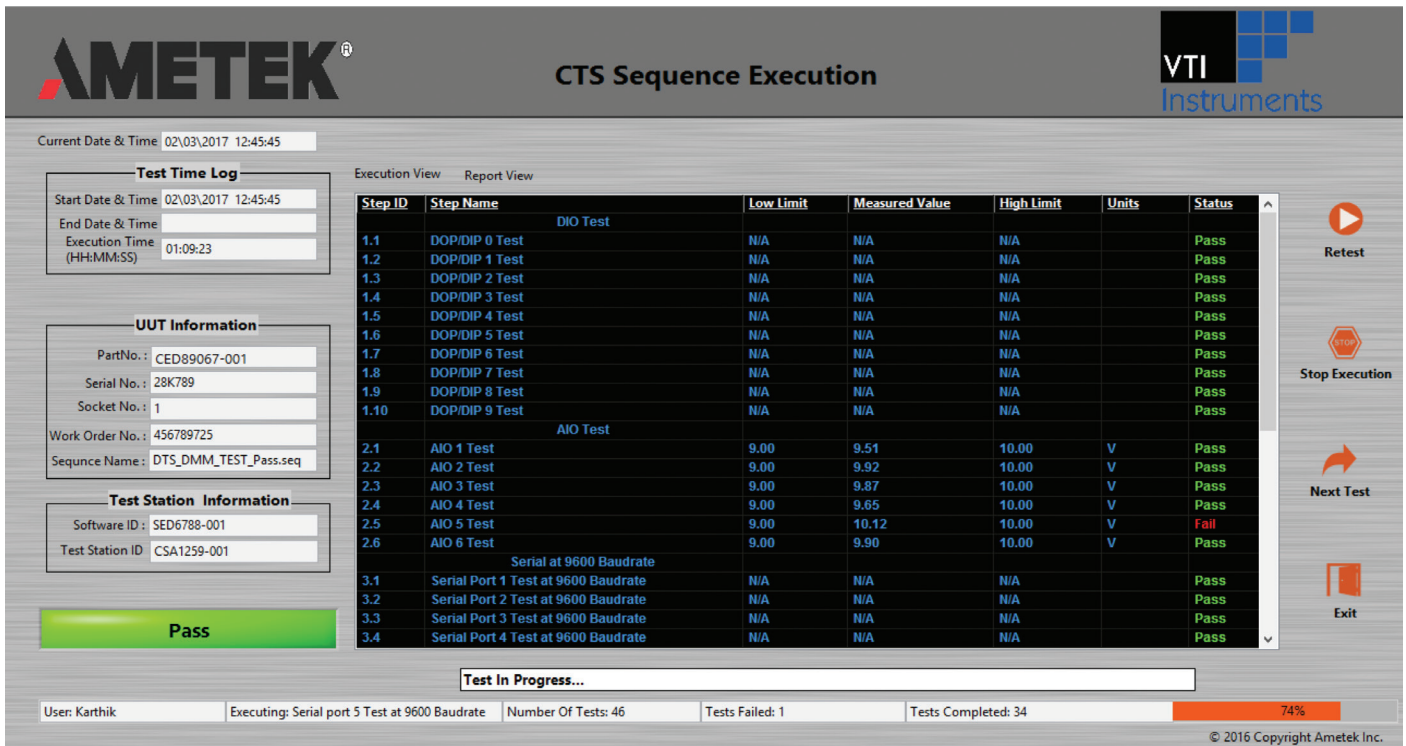 AMETEK®
CTS Sequence Execution
VTI
Instruments
Current Date & Time 02\03\2017 12:45:45
Test Time Log
Start Date & Time 02\03\2017 12:45:45
End Date & Time
Execution Time
(HH:MM:SS) 01:09:23
UUT Information
PartNo. : CED89067-001
Serial No. : 28K789
Socket No. : 1
Work Order No. : 456789725
Sequnce Name : DTS_DMM_TEST_Pass.seq
Test Station Information
Software ID : SED6788-001
Test Station ID CSA1259-001
Pass
Execution View Report View
Step ID Step Name Low Limit Measured Value High Limit Units Status
DIO Test
1.1 DOP/DIP 0 Test N/A N/A N/A Pass
1.2 DOP/DIP 1 Test N/A N/A N/A Pass
1.3 DOP/DIP 2 Test N/A N/A N/A Pass
1.4 DOP/DIP 3 Test N/A N/A N/A Pass
1.5 DOP/DIP 4 Test N/A N/A N/A Pass
1.6 DOP/DIP 5 Test N/A N/A N/A Pass
1.7 DOP/DIP 6 Test N/A N/A N/A Pass
1.8 DOP/DIP 7 Test N/A N/A N/A Pass
1.9 DOP/DIP 8 Test N/A N/A N/A Pass
1.10 DOP/DIP 9 Test N/A N/A N/A Pass
AIO Test
2.1 AIO 1 Test 9.00 9.51 10.00 V Pass
2.2 AIO 2 Test 9.00 9.92 10.00 V Pass
2.3 AIO 3 Test 9.00 9.87 10.00 V Pass
2.4 AIO 4 Test 9.00 9.65 10.00 V Pass
2.5 AIO 5 Test 9.00 10.12 10.00 V Fail
2.6 AIO 6 Test 9.00 9.90 10.00 V Pass
Serial at 9600 Baudrate
3.1 Serial Port 1 Test at 9600 Baudrate N/A N/A N/A Pass
3.2 Serial Port 2 Test at 9600 Baudrate N/A N/A N/A Pass
3.3 Serial Port 3 Test at 9600 Baudrate N/A N/A N/A Pass
3.4 Serial Port 4 Test at 9600 Baudrate N/A N/A N/A Pass
Retest
STOP
Stop Execution
Next Test
Exit
Test In Progress...
User: Karthik Executing: Serial port 5 Test at 9600 Baudrate Number Of Tests: 46 Tests Failed: 1 Tests Completed: 34 74%
© 2016 Copyright Ametek Inc.